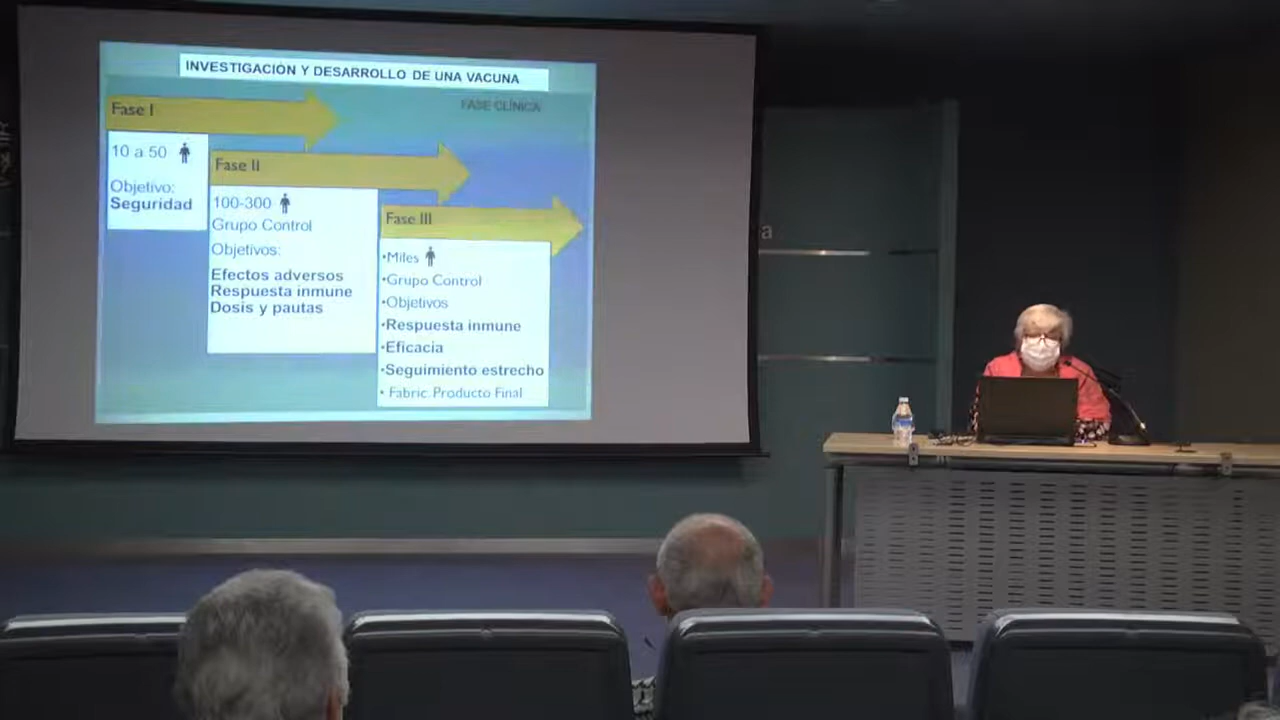 INVESTIGACIÓN Y DESARROLLO DE UNA VACUNA
FASE CLÍNICA
Fase I
10 a 50
Objetivo:
Seguridad
Fase II
100-300
Grupo Control
Objetivos:
Efectos adversos
Respuesta inmune
Dosis y pautas
Fase III
•Miles
•Grupo Control
•Objetivos
•Respuesta inmune
•Eficacia
•Seguimiento estrecho
• Fabric. Producto Final